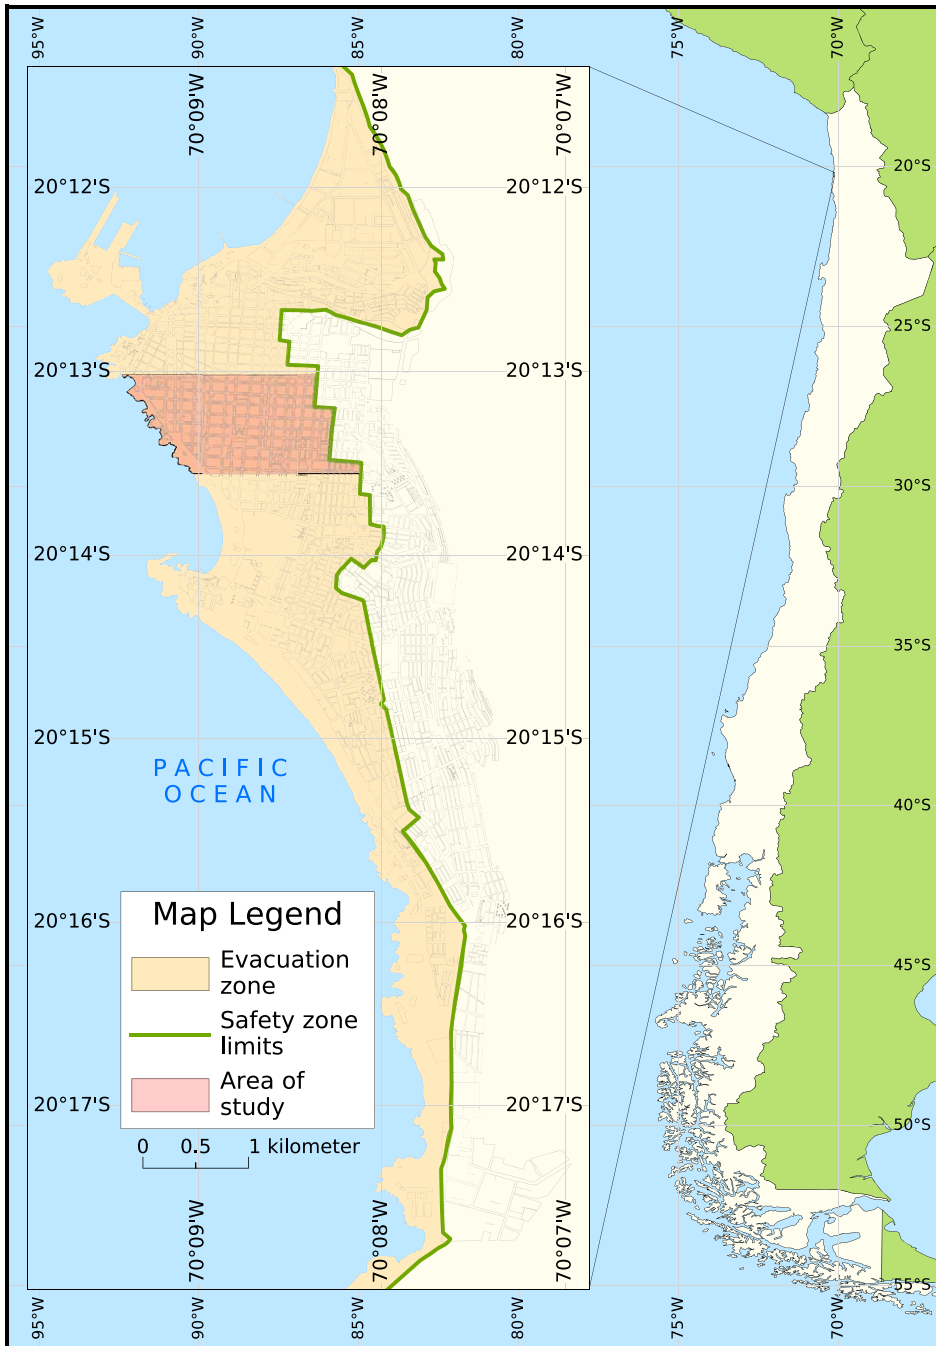 95°W
90°W
85°W
80°W
75°W
70°W
70°09'W
70°08'W
70°07'W
20°12'S
20°12'S
20°13'S
20°13'S
20°14'S
20°14'S
20°15'S
20°15'S
20°16'S
20°16'S
20°17'S
20°17'S
PACIFIC
OCEAN
Map Legend
Evacuation
zone
Safety zone
limits
Area of
study
0 0.5 1 kilometer
70°09'W
70°08'W
70°07'W
20°S
25°S
30°S
35°S
40°S
45°S
50°S
55°S
95°W
90°W
85°W
80°W
75°W
70°W